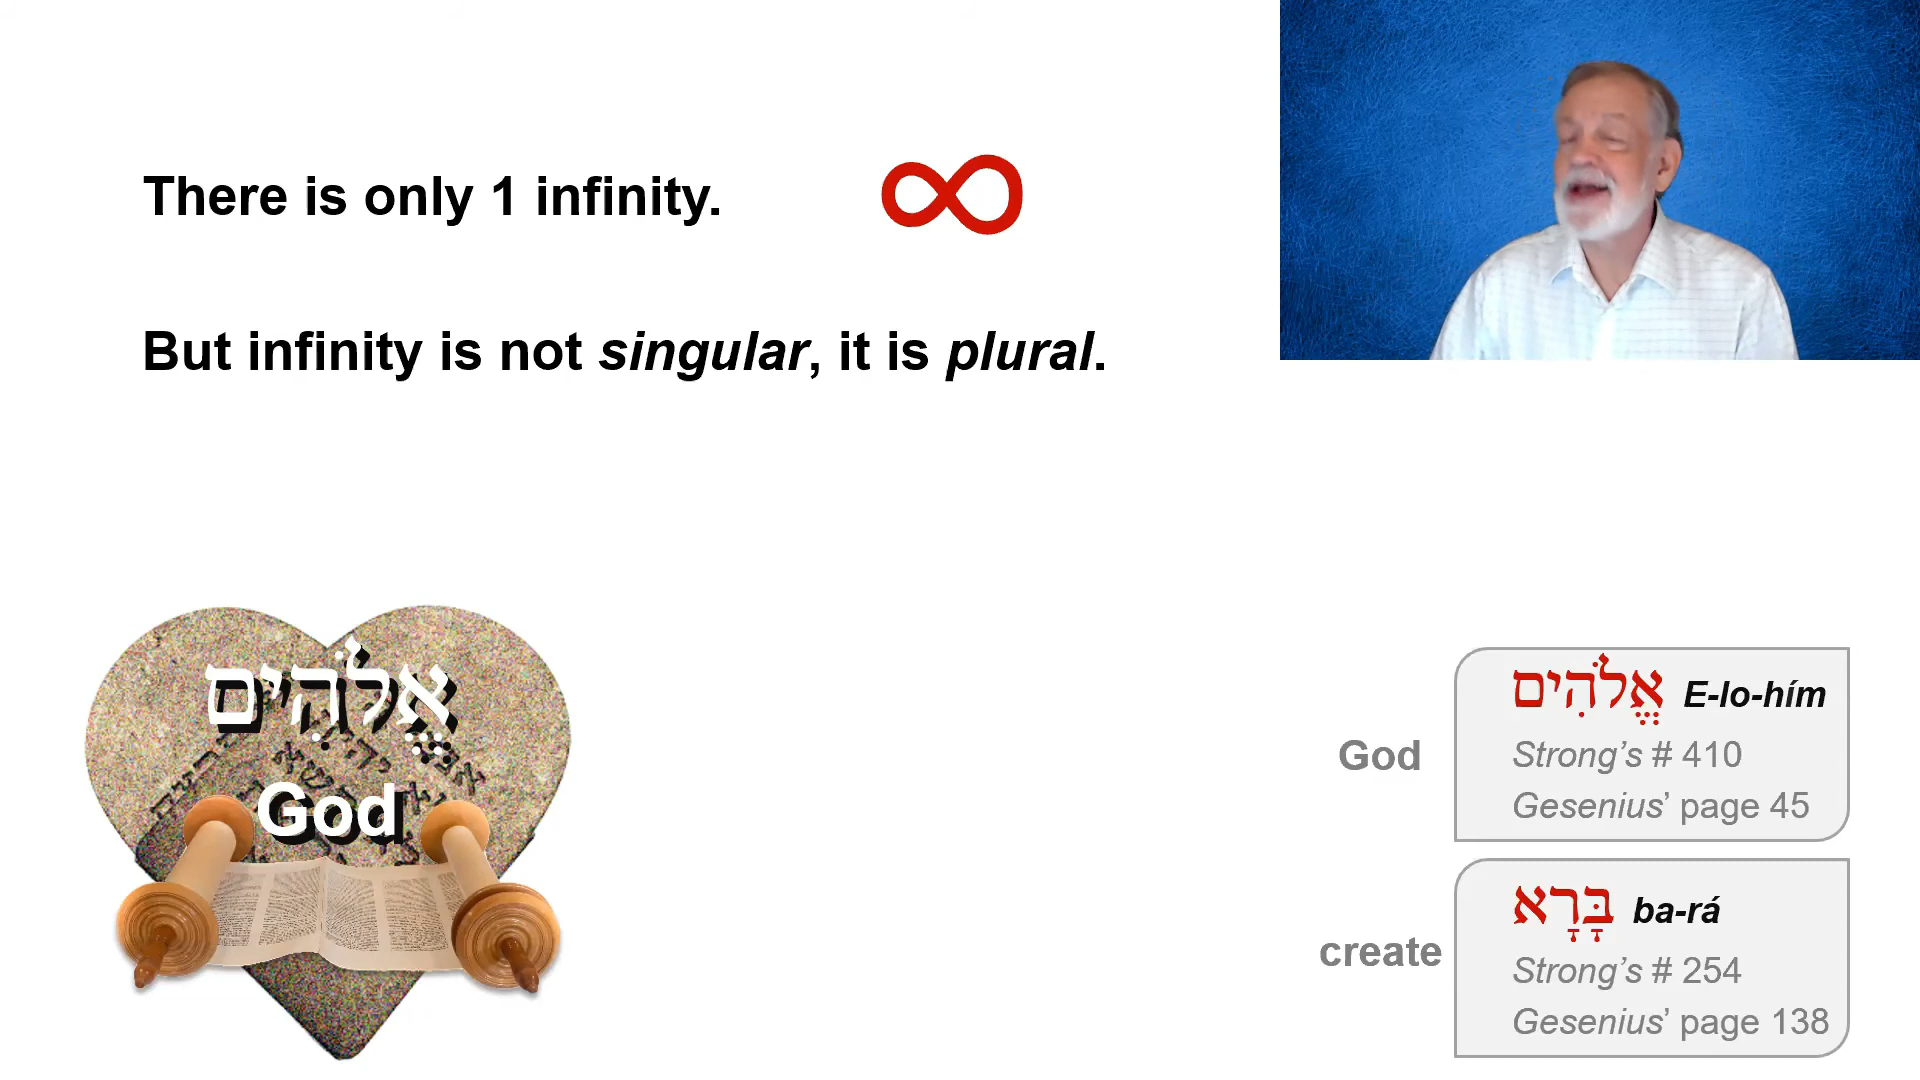 There is only 1 infinity.
∞
But infinity is not singular, it is plural.
אֱלֹהִים
God
God
אֱלֹהִים E-lo-hím
Strong’s # 410
Gesenius’ page 45
create
בָּרָא ba-rá
Strong’s # 254
Gesenius’ page 138